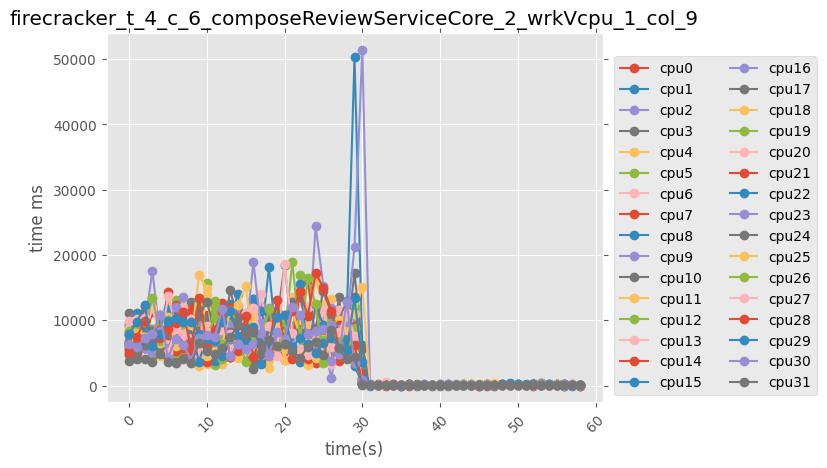 firecracker_t_4_c_6_composeReviewServiceCore_2_wrkVcpu_1_col_9
50000
40000
30000
20000
10000
0
time ms
0 10 20 30 40 50 60
time(s)
cpu0 cpu16
cpu1 cpu17
cpu2 cpu18
cpu3 cpu19
cpu4 cpu20
cpu5 cpu21
cpu6 cpu22
cpu7 cpu23
cpu8 cpu24
cpu9 cpu25
cpu10 cpu26
cpu11 cpu27
cpu12 cpu28
cpu13 cpu29
cpu14 cpu30
cpu15 cpu31